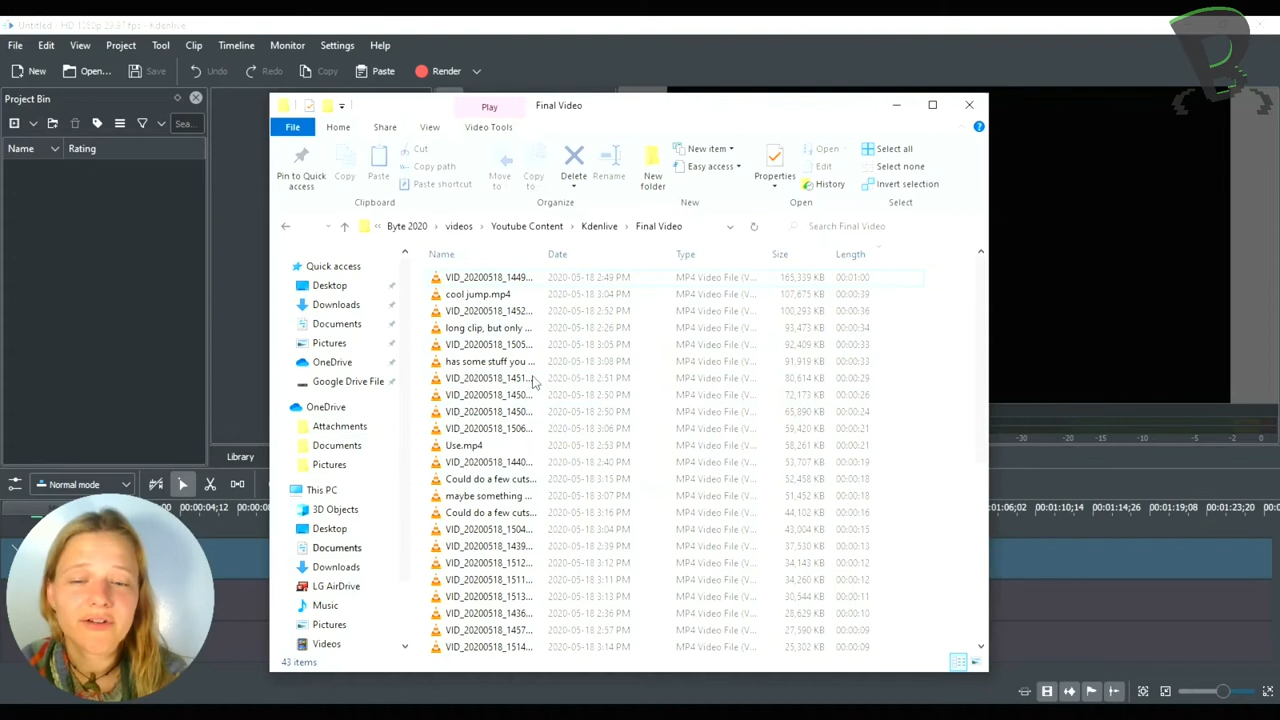 Untitled - HD 1080p 29.97 fps - Kdenlive
File Edit View Project Tool Clip Timeline Monitor Settings Help
New Open... Save Undo Redo Copy Paste Render
Project Bin
Sea...
Name Rating
Library
Normal mode
Play Final Video
File Home Share View Video Tools
Pin to Quick access
Copy
Paste
Cut
Copy path
Paste shortcut
Clipboard
Move to
Copy to
Delete
Rename
Organize
New folder
New item
Easy access
New
Properties
Open
Edit
History
Open
Select all
Select none
Invert selection
Select
Byte 2020 › videos › Youtube Content › Kdenlive › Final Video
Search Final Video
Quick access
Desktop
Downloads
Documents
Pictures
OneDrive
Google Drive File
OneDrive
Attachments
Documents
Pictures
This PC
3D Objects
Desktop
Documents
Downloads
LG AirDrive
Music
Pictures
Videos
Name Date Type Size Length
VID_20200518_1449... 2020-05-18 2:49 PM MP4 Video File (V... 165,339 KB 00:01:00
cool jump.mp4 2020-05-18 3:04 PM MP4 Video File (V... 107,675 KB 00:00:39
VID_20200518_1452... 2020-05-18 2:52 PM MP4 Video File (V... 100,293 KB 00:00:36
long clip, but only ... 2020-05-18 2:26 PM MP4 Video File (V... 93,473 KB 00:00:34
VID_20200518_1505... 2020-05-18 3:05 PM MP4 Video File (V... 92,409 KB 00:00:33
has some stuff you ... 2020-05-18 3:08 PM MP4 Video File (V... 91,919 KB 00:00:33
VID_20200518_1451... 2020-05-18 2:51 PM MP4 Video File (V... 80,614 KB 00:00:29
VID_20200518_1450... 2020-05-18 2:50 PM MP4 Video File (V... 72,173 KB 00:00:26
VID_20200518_1450... 2020-05-18 2:50 PM MP4 Video File (V... 65,890 KB 00:00:24
VID_20200518_1506... 2020-05-18 3:06 PM MP4 Video File (V... 59,420 KB 00:00:21
Use.mp4 2020-05-18 2:53 PM MP4 Video File (V... 58,261 KB 00:00:21
VID_20200518_1440... 2020-05-18 2:40 PM MP4 Video File (V... 53,707 KB 00:00:19
Could do a few cuts... 2020-05-18 3:15 PM MP4 Video File (V... 52,458 KB 00:00:18
maybe something ... 2020-05-18 3:07 PM MP4 Video File (V... 51,452 KB 00:00:18
Could do a few cuts... 2020-05-18 3:16 PM MP4 Video File (V... 44,102 KB 00:00:16
VID_20200518_1504... 2020-05-18 3:04 PM MP4 Video File (V... 43,004 KB 00:00:15
VID_20200518_1439... 2020-05-18 2:39 PM MP4 Video File (V... 37,530 KB 00:00:13
VID_20200518_1512... 2020-05-18 3:12 PM MP4 Video File (V... 34,143 KB 00:00:12
VID_20200518_1511... 2020-05-18 3:11 PM MP4 Video File (V... 34,260 KB 00:00:12
VID_20200518_1513... 2020-05-18 3:13 PM MP4 Video File (V... 30,544 KB 00:00:11
VID_20200518_1436... 2020-05-18 2:36 PM MP4 Video File (V... 28,629 KB 00:00:10
VID_20200518_1457... 2020-05-18 2:57 PM MP4 Video File (V... 27,590 KB 00:00:09
VID_20200518_1514... 2020-05-18 3:14 PM MP4 Video File (V... 25,302 KB 00:00:09
43 items
-30 -25 -20 -15 -10 -5 -2 0
:00 00:00:04;12 00:00:0 00:01:06;02 00:01:10;14 00:01:14;26 00:01:19;08 00:01:23;20